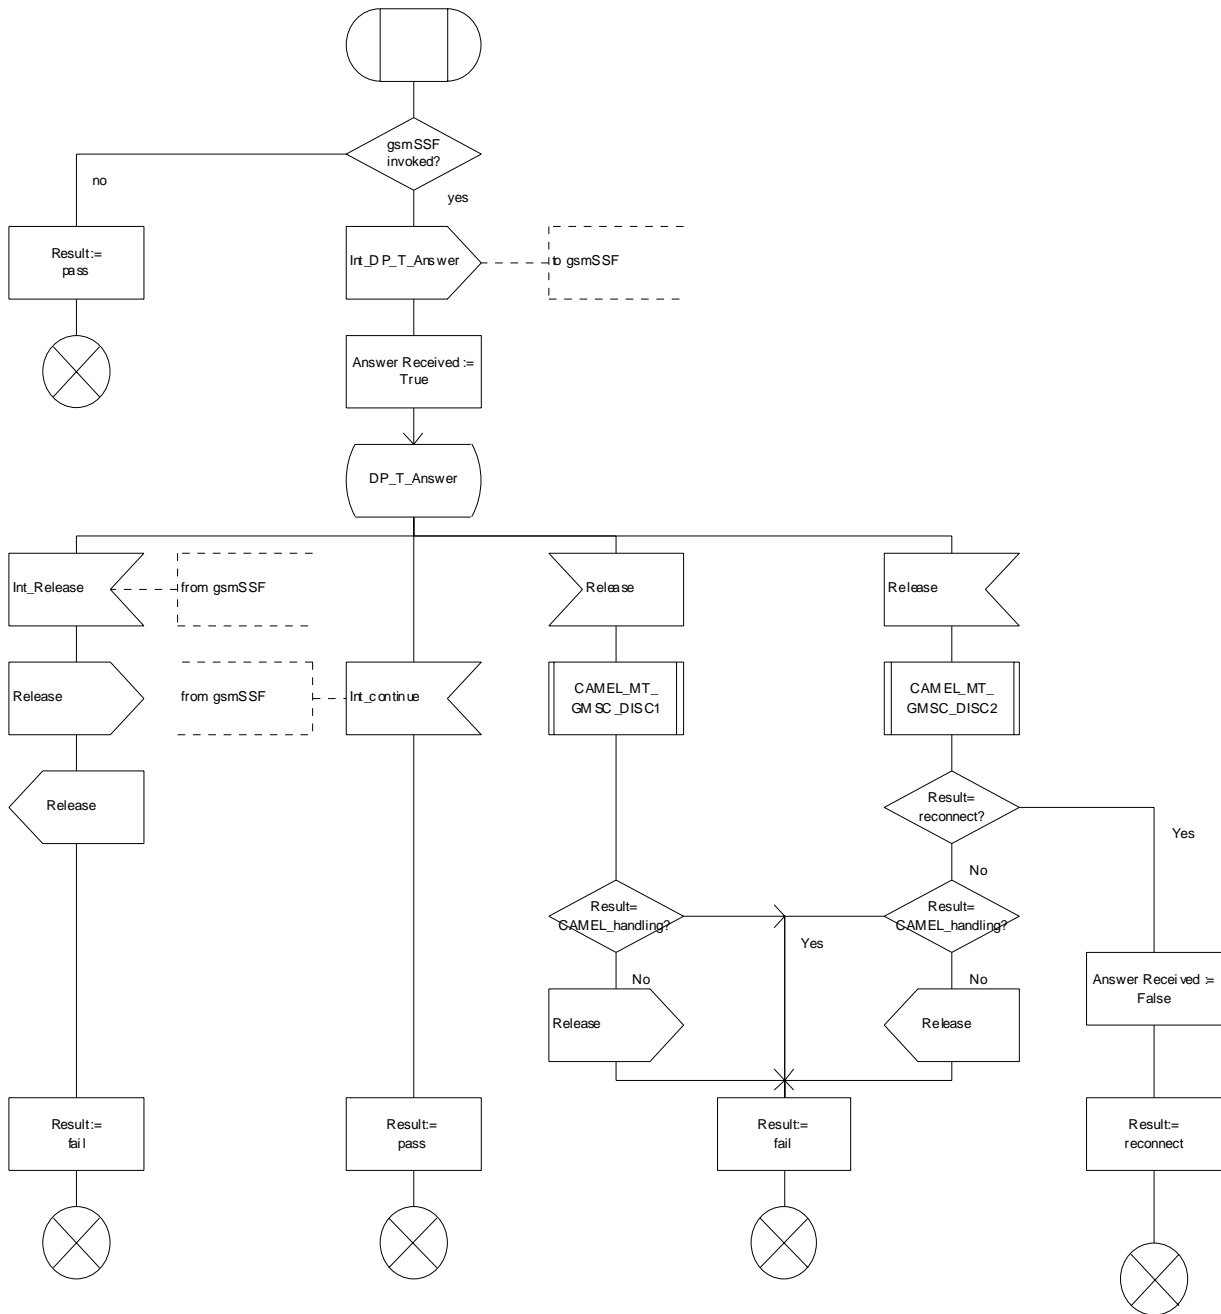 gsmSSF
invoked?
no
yes
Result:=
pass
Int_DP_T_Answer
to gsmSSF
Answer Received :=
True
DP_T_Answer
Int_Release
from gsmSSF
Release
Release
Release
from gsmSSF
Int_continue
CAMEL_MT_
GMSC_DISC1
CAMEL_MT_
GMSC_DISC2
Release
Result=
reconnect?
Yes
No
Result=
CAMEL_handling?
Yes
Result=
CAMEL_handling?
No
No
Answer Received :=
False
Release
Release
Result:=
fail
Result:=
pass
Result:=
fail
Result:=
reconnect